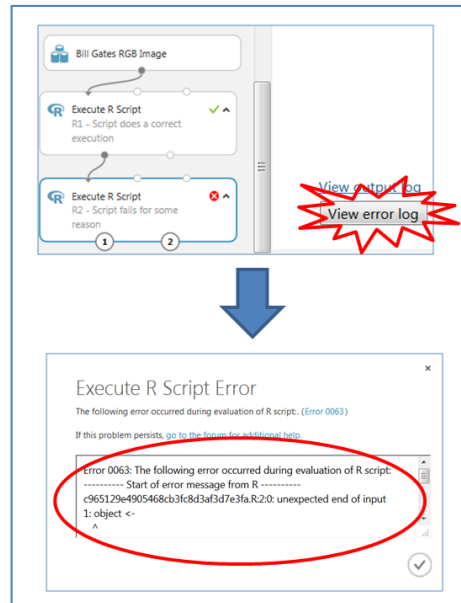 Bill Gates RGB Image
Execute R Script
R1 - Script does a correct
execution
Execute R Script
R2 - Script fails for some
reason
1 2
View output log
View error log
Execute R Script Error
×
The following error occurred during evaluation of R script:. (Error 0063)
If this problem persists, go to the forum for additional help.
Error 0063: The following error occurred during evaluation of R script:
---------- Start of error message from R ----------
c965129e4905468cb3fc8d3af3d7e3fa.R:2:0: unexpected end of input
1: object <-
^